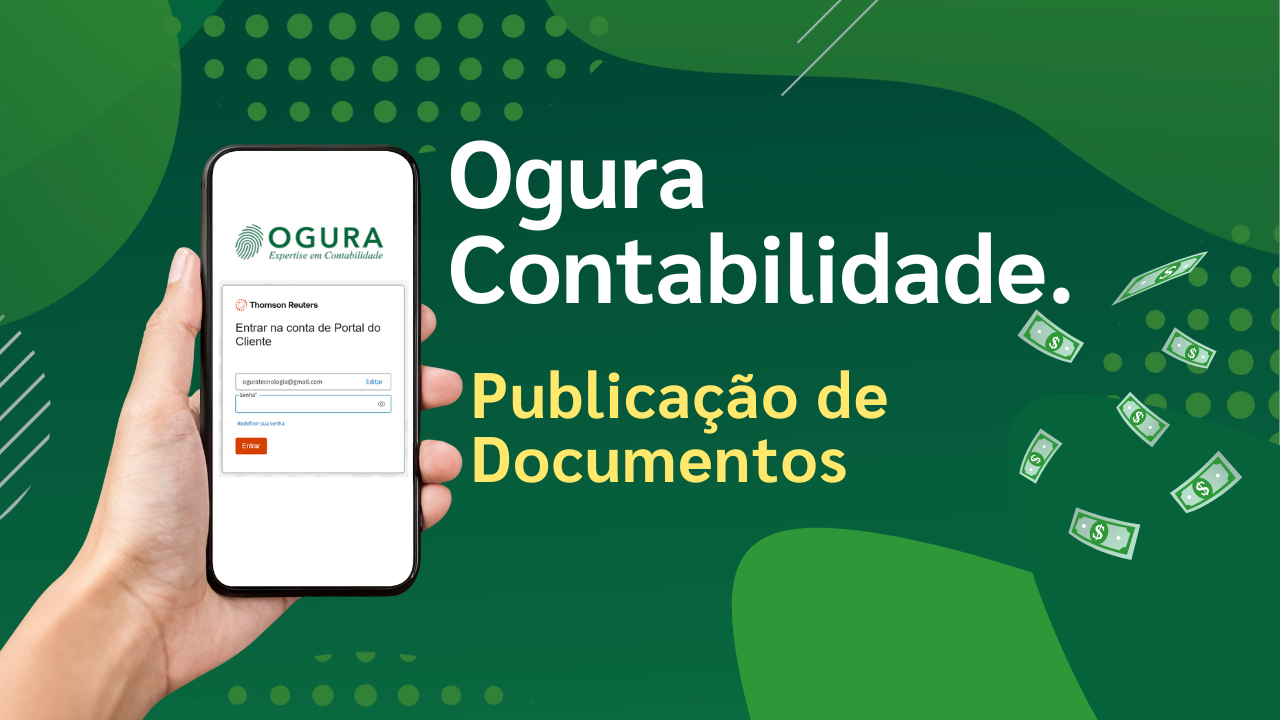 Ogura
Contabilidade.
Publicação de
Documentos
OGURA
Expertise em Contabilidade
Thomson Reuters
Entrar na conta de Portal do
Cliente
oguratecnologia@gmail.com Editar
Senha*
Redefinir sua senha
Entrar